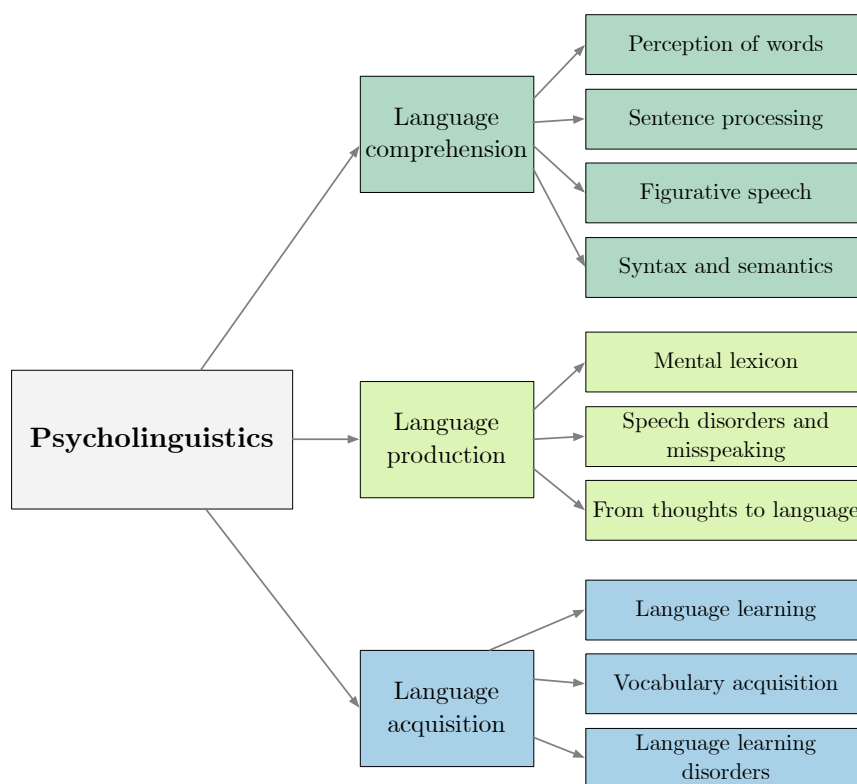 Psycholinguistics
Language
comprehension
Perception of words
Sentence processing
Figurative speech
Syntax and semantics
Language
production
Mental lexicon
Speech disorders and
misspeaking
From thoughts to language
Language
acquisition
Language learning
Vocabulary acquisition
Language learning
disorders